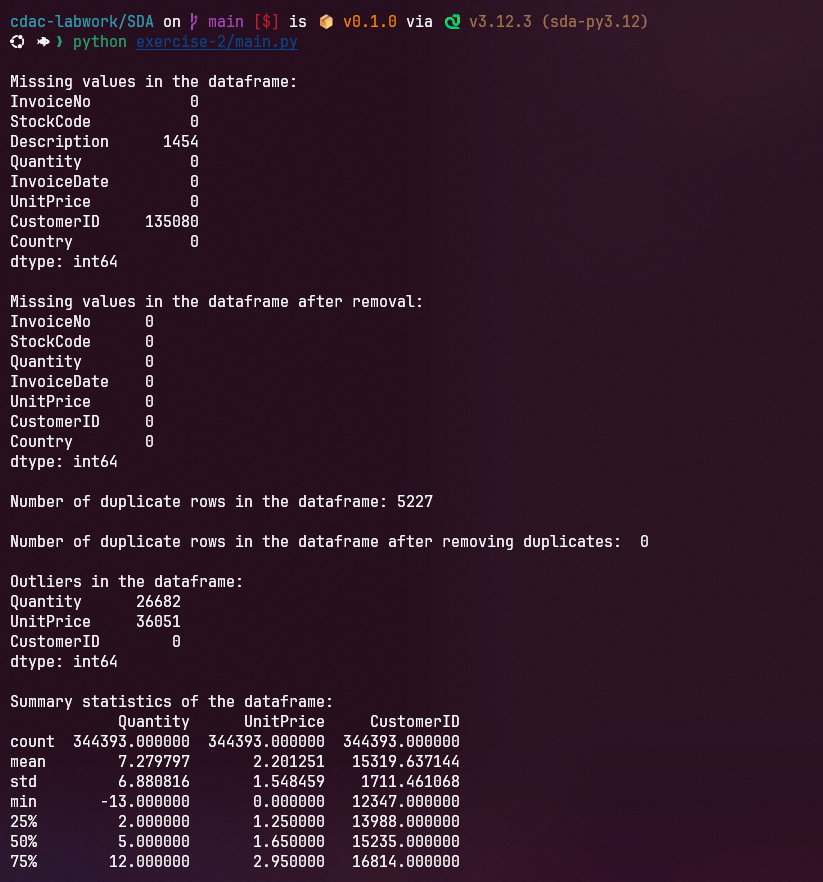 cdac-labwork/SDA on main [$] is 📦 v0.1.0 via v3.12.3 (sda-py3.12)
❯ python exercise-2/main.py
Missing values in the dataframe:
InvoiceNo           0
StockCode           0
Description      1454
Quantity            0
InvoiceDate         0
UnitPrice           0
CustomerID     135080
Country             0
dtype: int64
Missing values in the dataframe after removal:
InvoiceNo      0
StockCode      0
Quantity       0
InvoiceDate    0
UnitPrice      0
CustomerID     0
Country        0
dtype: int64
Number of duplicate rows in the dataframe: 5227
Number of duplicate rows in the dataframe after removing duplicates:  0
Outliers in the dataframe:
Quantity      26682
UnitPrice     36051
CustomerID        0
dtype: int64
Summary statistics of the dataframe:
            Quantity      UnitPrice     CustomerID
count  344393.000000  344393.000000  344393.000000
mean        7.279797       2.201251   15319.637144
std         6.880816       1.548459    1711.461068
min       -13.000000       0.000000   12347.000000
25%         2.000000       1.250000   13988.000000
50%         5.000000       1.650000   15235.000000
75%        12.000000       2.950000   16814.000000